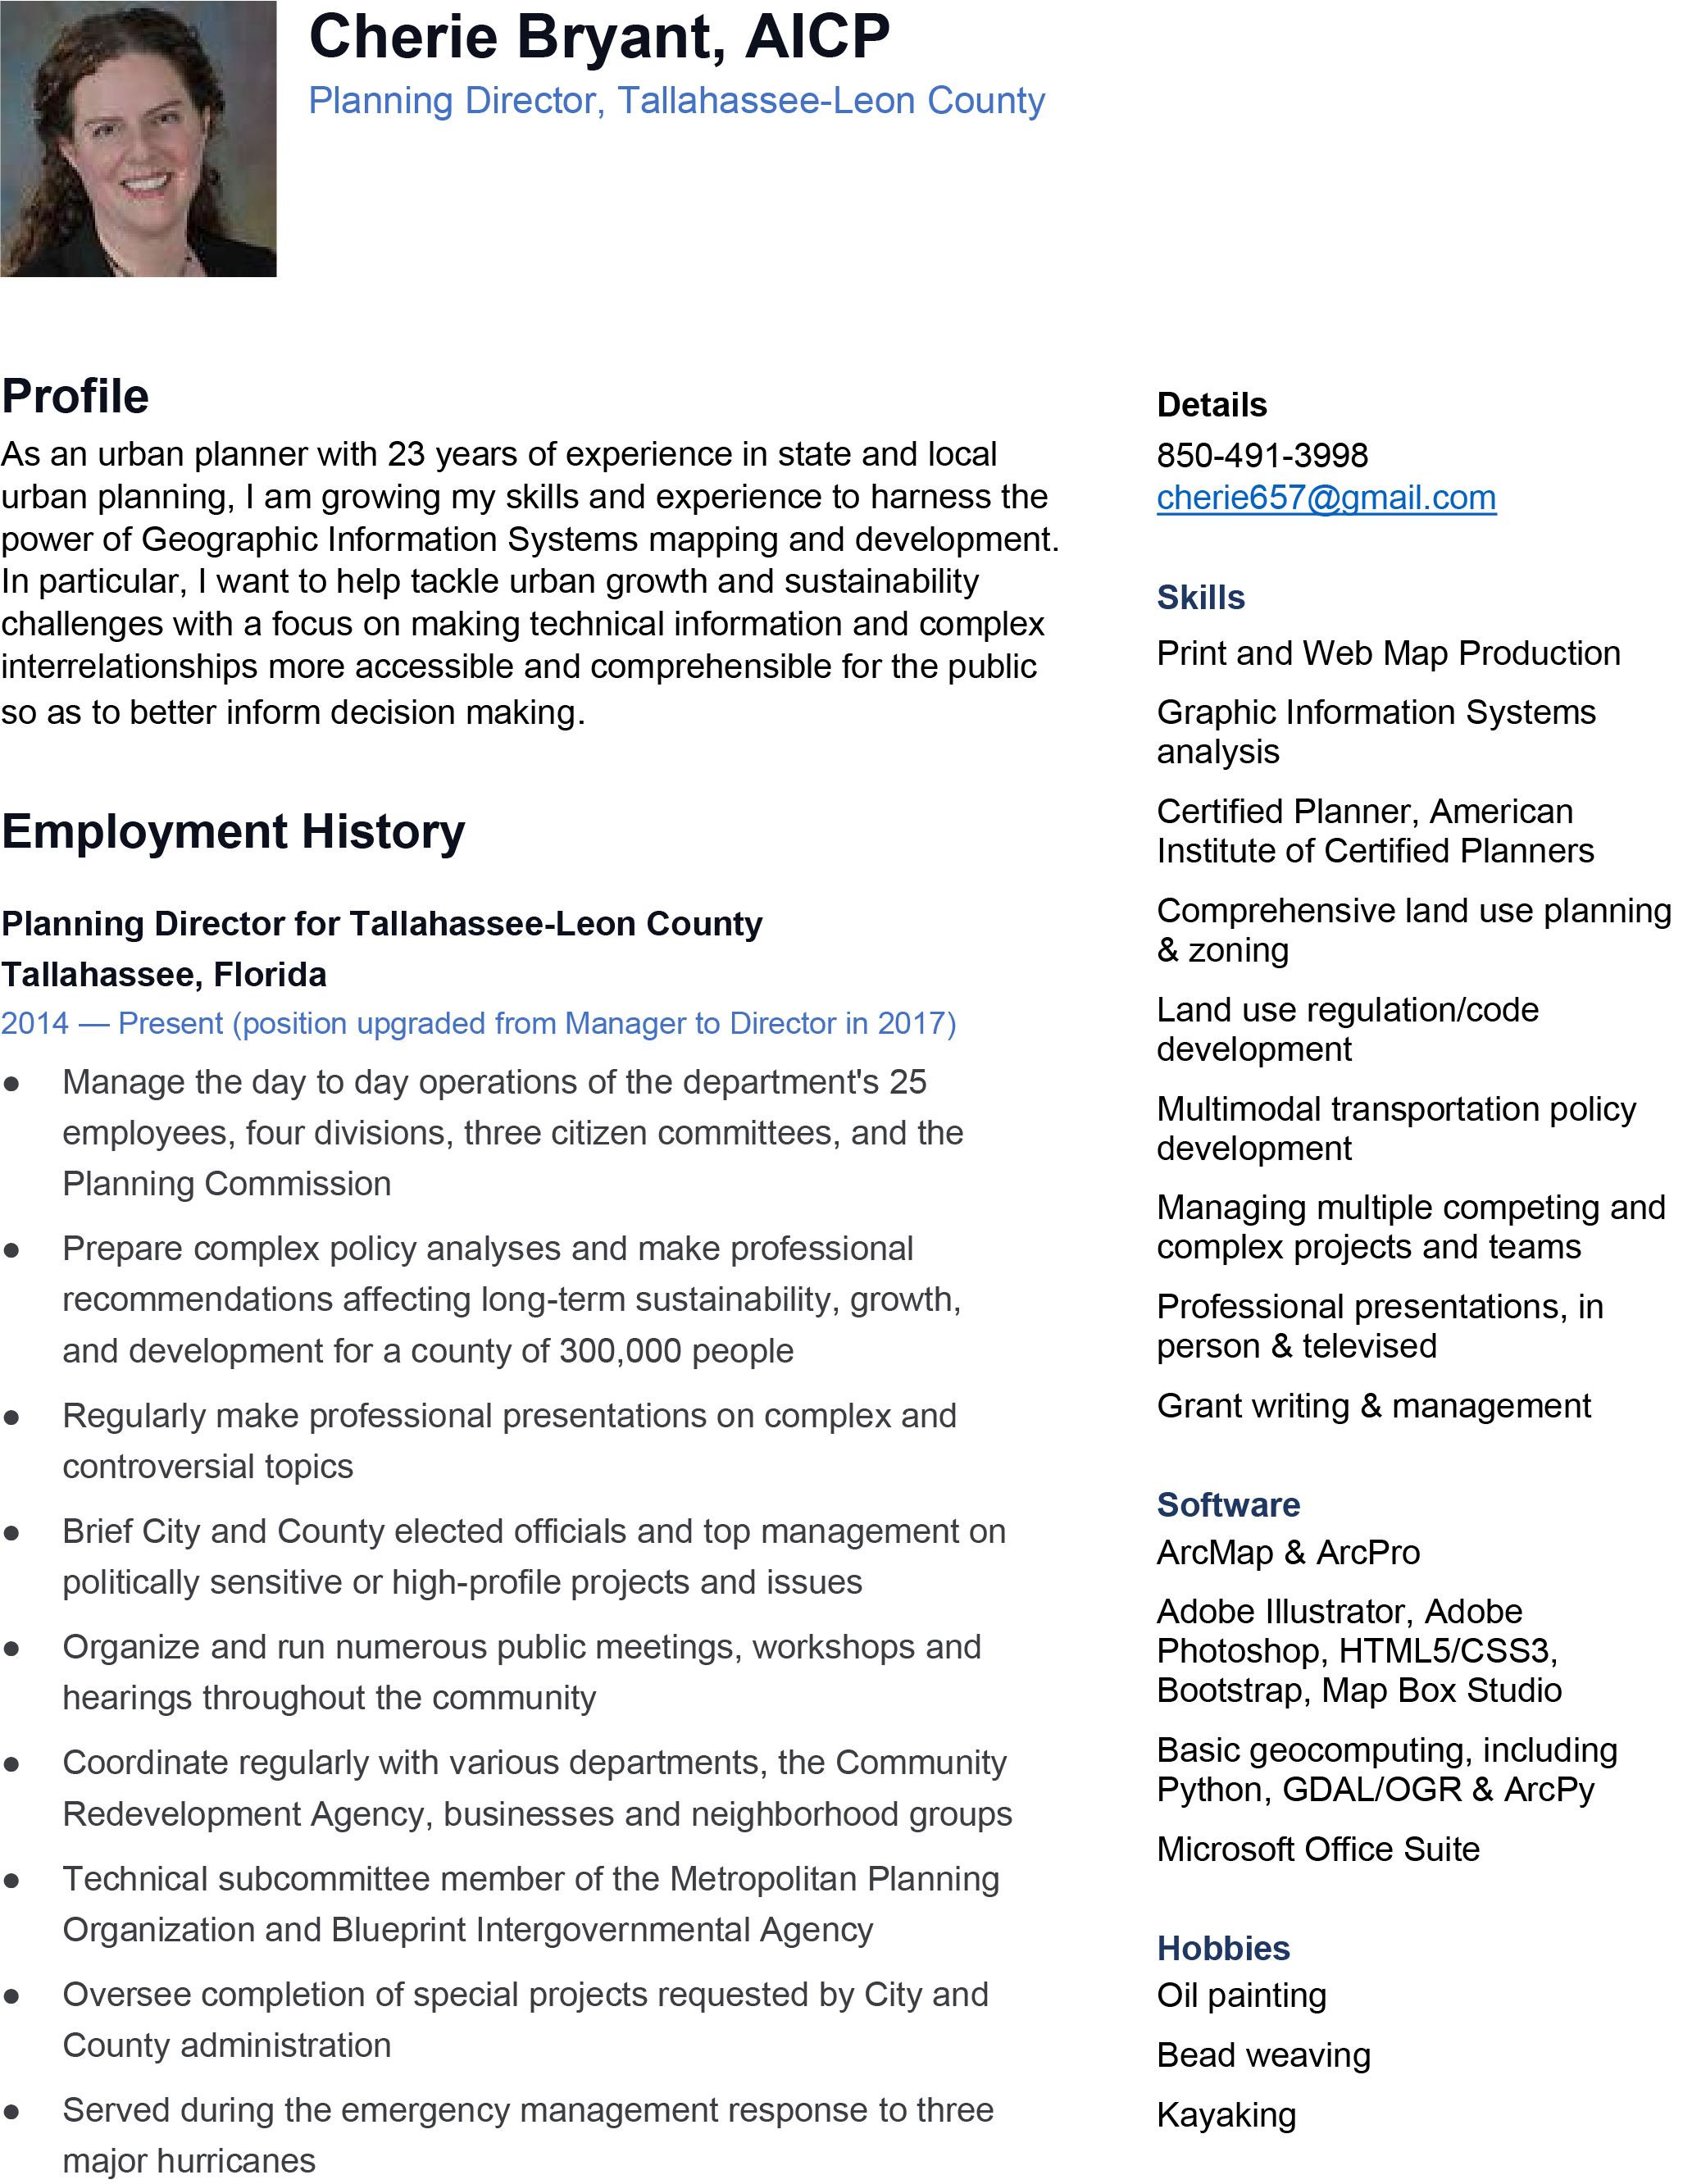 Cherie Bryant, AICP
Planning Director, Tallahassee-Leon County
Profile
As an urban planner with 23 years of experience in state and local
urban planning, I am growing my skills and experience to harness the
power of Geographic Information Systems mapping and development.
In particular, I want to help tackle urban growth and sustainability
challenges with a focus on making technical information and complex
interrelationships more accessible and comprehensible for the public
so as to better inform decision making.
Employment History
Planning Director for Tallahassee-Leon County
Tallahassee, Florida
2014 — Present (position upgraded from Manager to Director in 2017)
● Manage the day to day operations of the department's 25
employees, four divisions, three citizen committees, and the
Planning Commission
● Prepare complex policy analyses and make professional
recommendations affecting long-term sustainability, growth,
and development for a county of 300,000 people
● Regularly make professional presentations on complex and
controversial topics
● Brief City and County elected officials and top management on
politically sensitive or high-profile projects and issues
● Organize and run numerous public meetings, workshops and
hearings throughout the community
● Coordinate regularly with various departments, the Community
Redevelopment Agency, businesses and neighborhood groups
● Technical subcommittee member of the Metropolitan Planning
Organization and Blueprint Intergovernmental Agency
● Oversee completion of special projects requested by City and
County administration
● Served during the emergency management response to three
major hurricanes
Details
850-491-3998
cherie657@gmail.com
Skills
Print and Web Map Production
Graphic Information Systems
analysis
Certified Planner, American
Institute of Certified Planners
Comprehensive land use planning
& zoning
Land use regulation/code
development
Multimodal transportation policy
development
Managing multiple competing and
complex projects and teams
Professional presentations, in
person & televised
Grant writing & management
Software
ArcMap & ArcPro
Adobe Illustrator, Adobe
Photoshop, HTML5/CSS3,
Bootstrap, Map Box Studio
Basic geocomputing, including
Python, GDAL/OGR & ArcPy
Microsoft Office Suite
Hobbies
Oil painting
Bead weaving
Kayaking